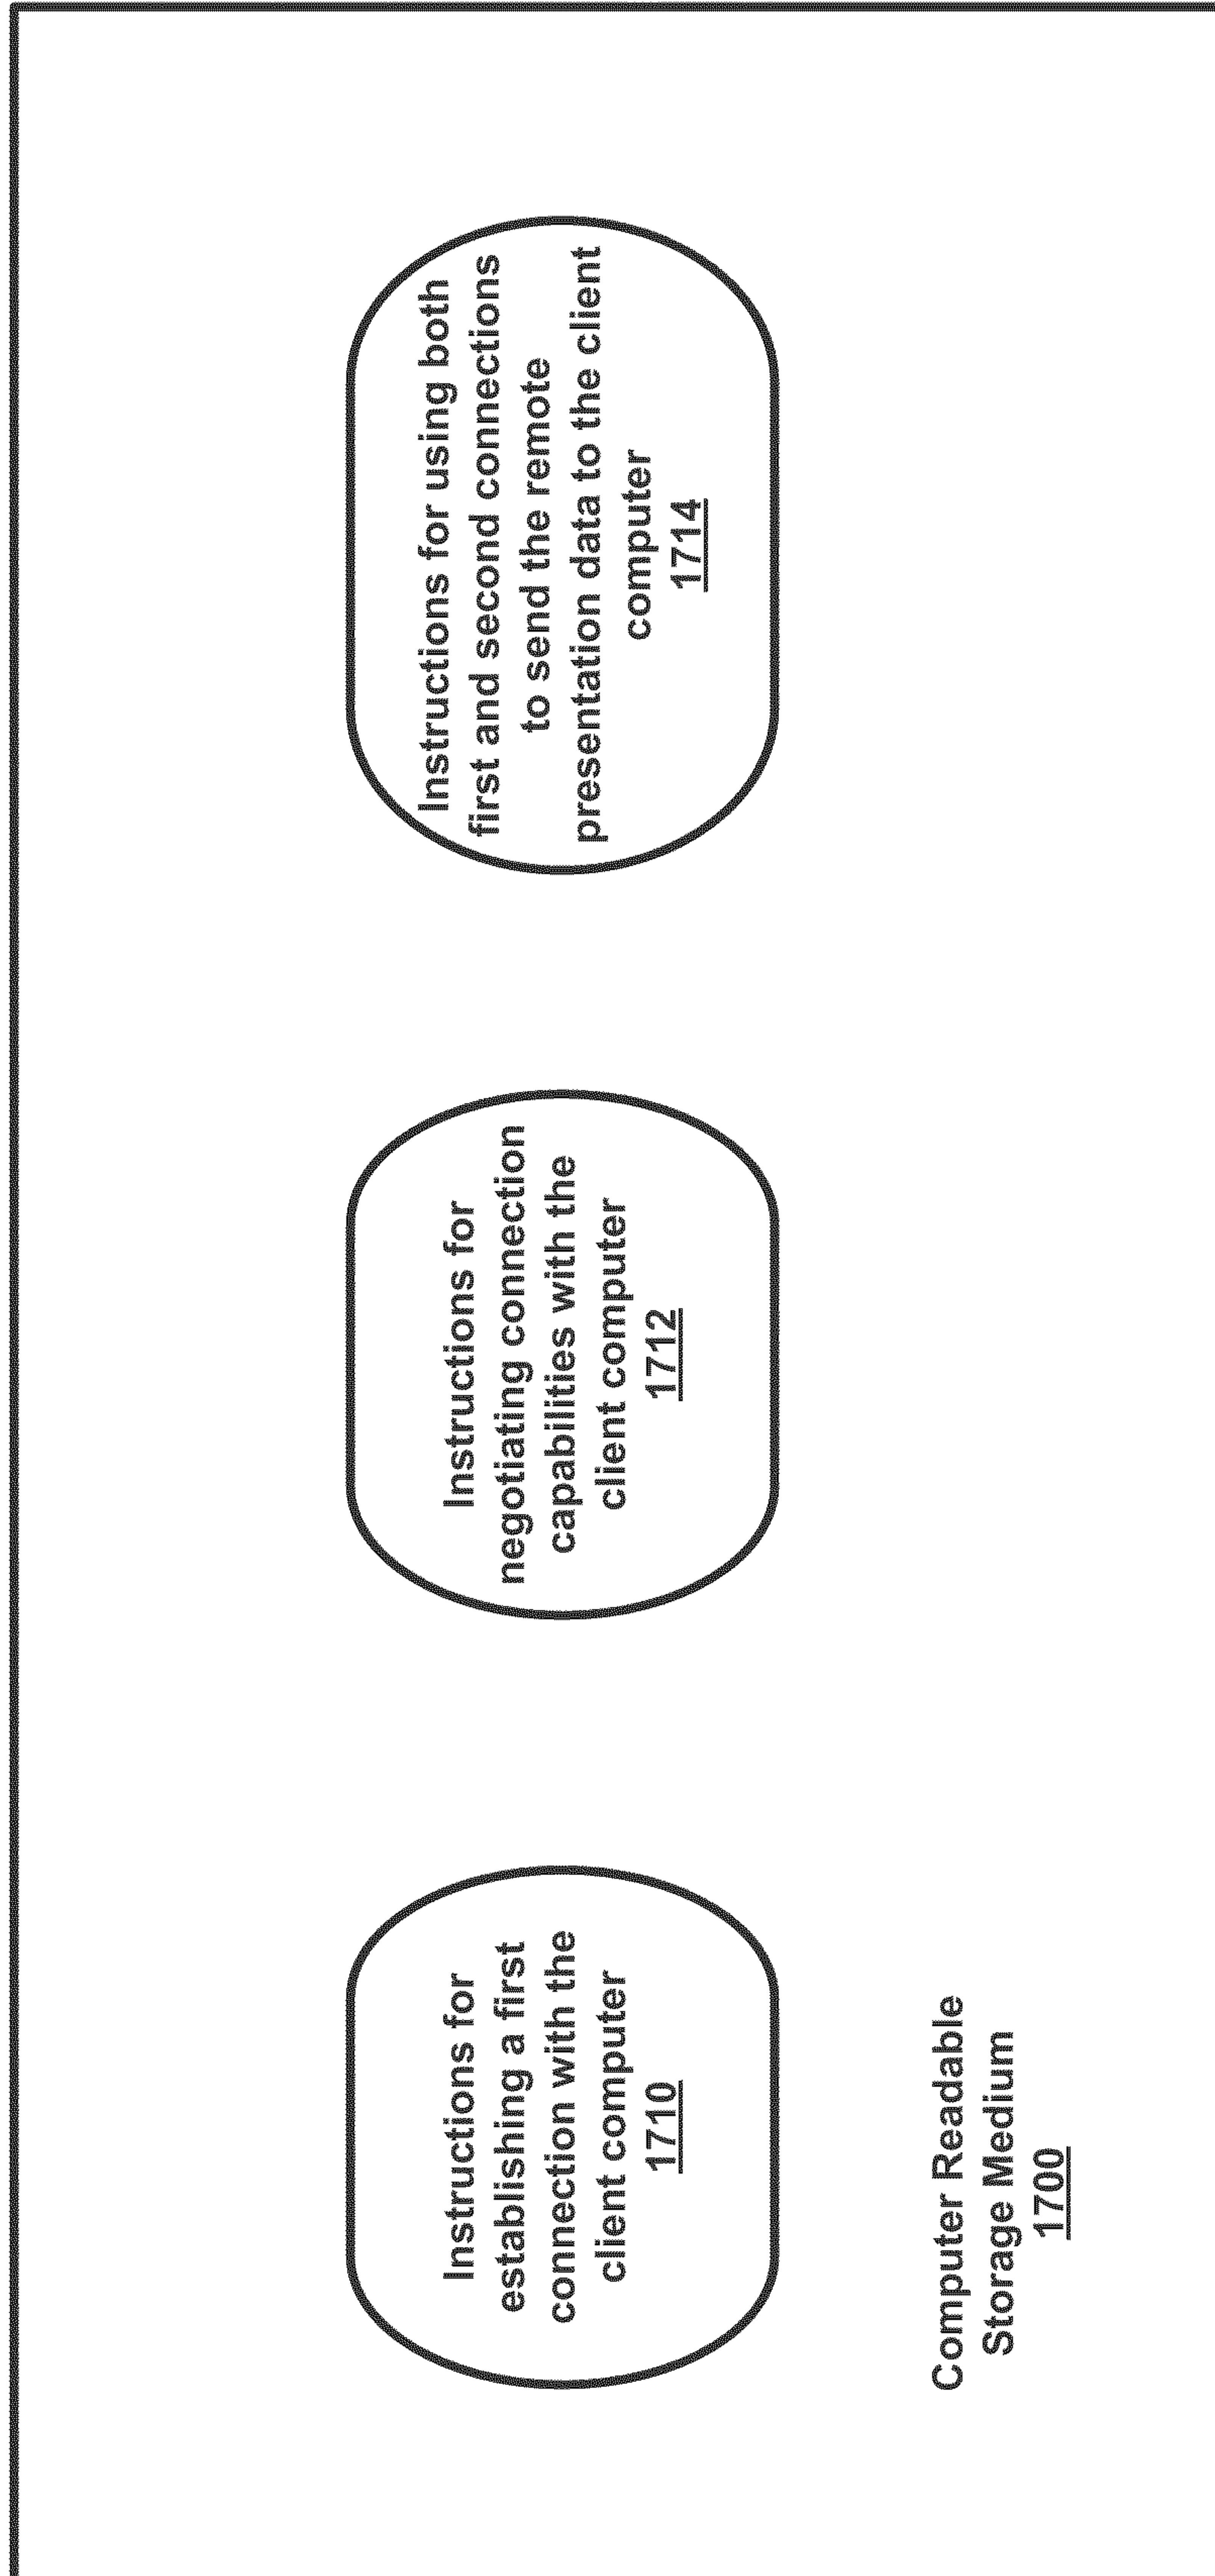 Instructions for
establishing a first
connection with the
client computer
1710
Instructions for
negotiating connection
capabilities with the
client computer
1712
Instructions for using both
first and second connections
to send the remote
presentation data to the client
computer
1714
Computer Readable
Storage Medium
1700